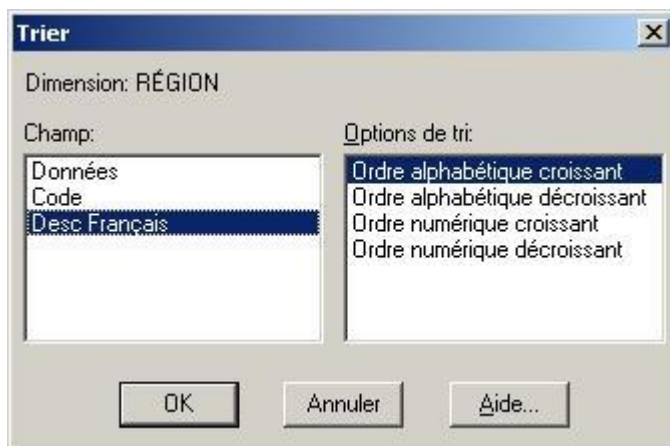 Trier
Dimension: RÉGION
Champ:
Données
Code
Desc Français
Options de tri:
Ordre alphabétique croissant
Ordre alphabétique décroissant
Ordre numérique croissant
Ordre numérique décroissant
OK
Annuler
Aide...